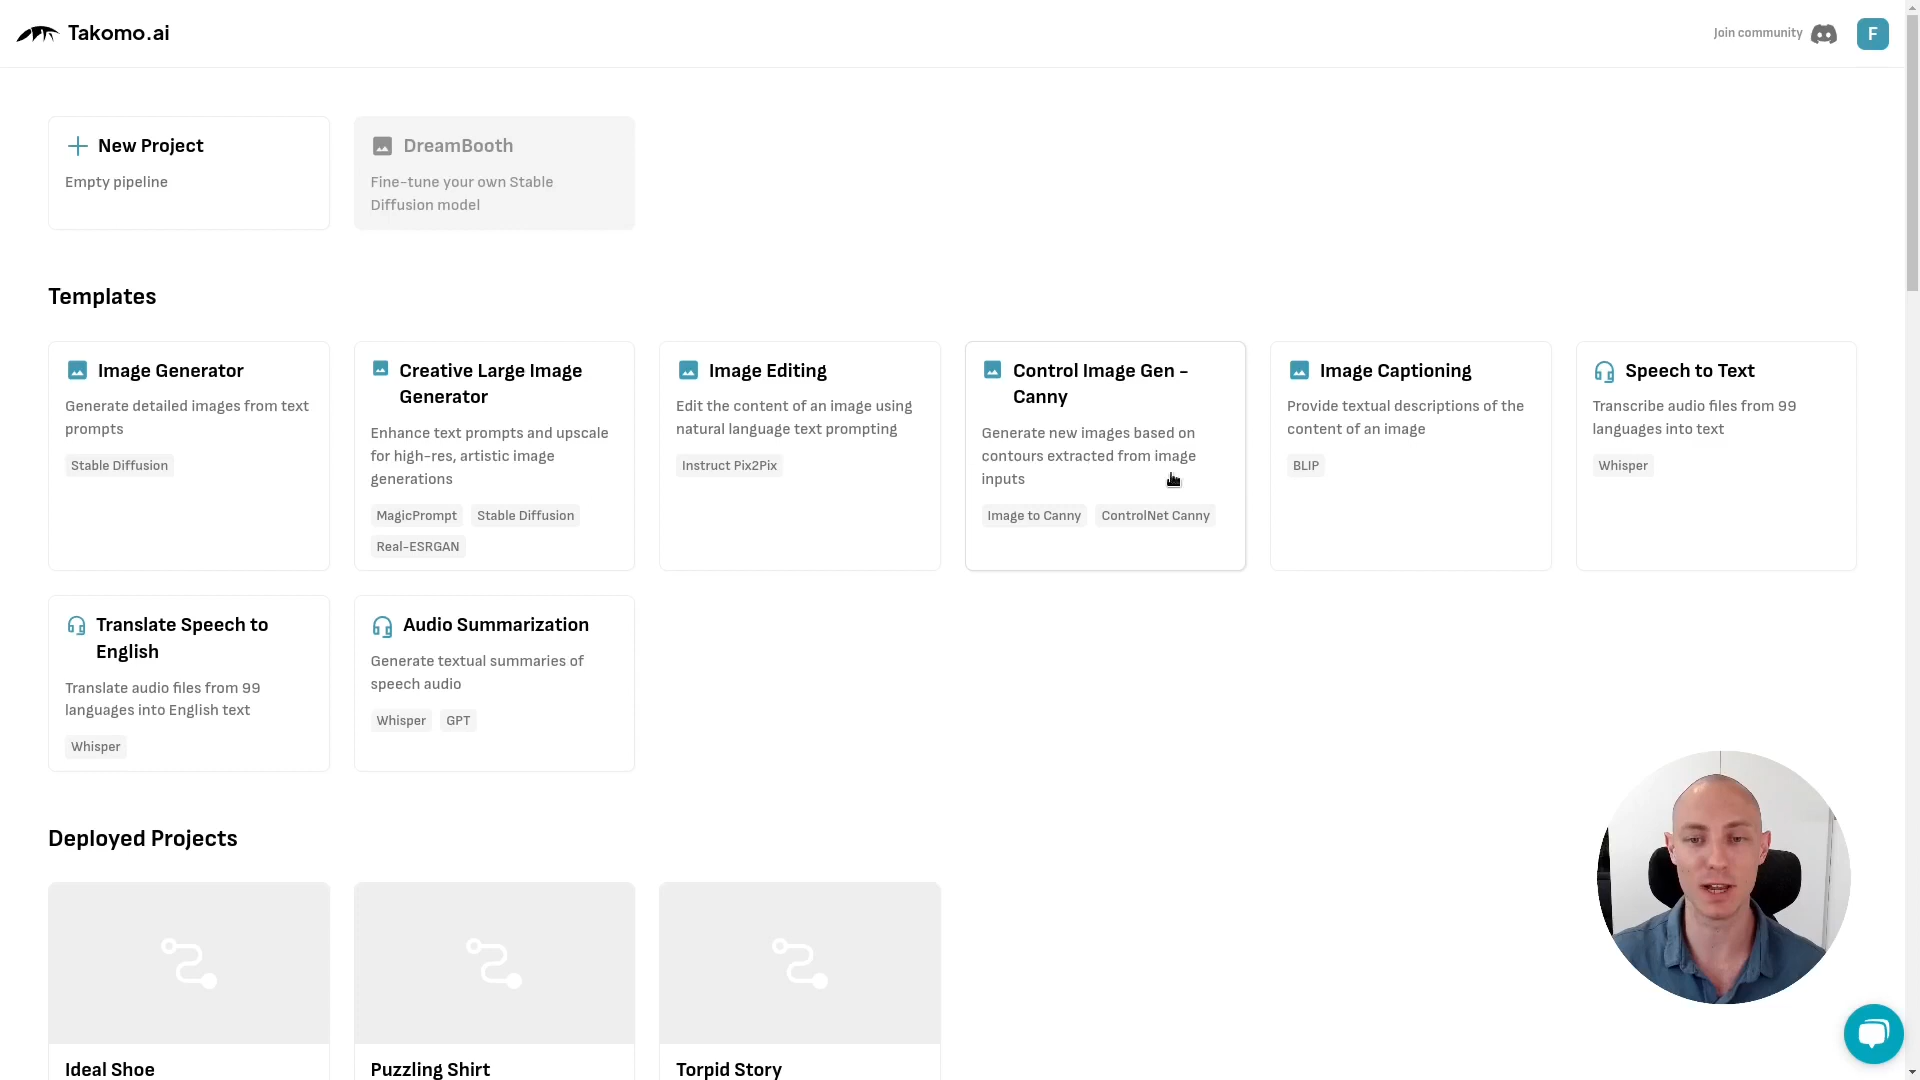 Takomo.ai
Join community
F
New Project
Empty pipeline
DreamBooth
Fine-tune your own Stable
Diffusion model
Templates
Image Generator
Generate detailed images from text
prompts
Stable Diffusion
Creative Large Image
Generator
Enhance text prompts and upscale
for high-res, artistic image
generations
MagicPrompt Stable Diffusion
Real-ESRGAN
Image Editing
Edit the content of an image using
natural language text prompting
Instruct Pix2Pix
Control Image Gen -
Canny
Generate new images based on
contours extracted from image
inputs
Image to Canny ControlNet Canny
Image Captioning
Provide textual descriptions of the
content of an image
BLIP
Speech to Text
Transcribe audio files from 99
languages into text
Whisper
Translate Speech to
English
Translate audio files from 99
languages into English text
Whisper
Audio Summarization
Generate textual summaries of
speech audio
Whisper GPT
Deployed Projects
Ideal Shoe
Puzzling Shirt
Torpid Story